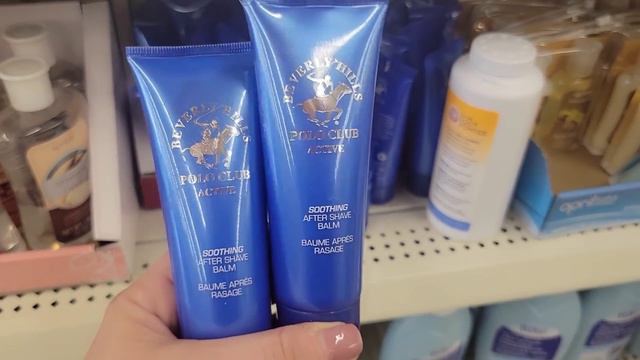 BEVERLY HILLS
POLO CLUB
ACTIVE
SOOTHING
AFTER SHAVE
BALM
BAUME APRÈS
RASAGE
BEVERLY HILLS
POLO CLUB
ACTIVE
SOOTHING
AFTER SHAVE
BALM
BAUME APRÈS
RASAGE